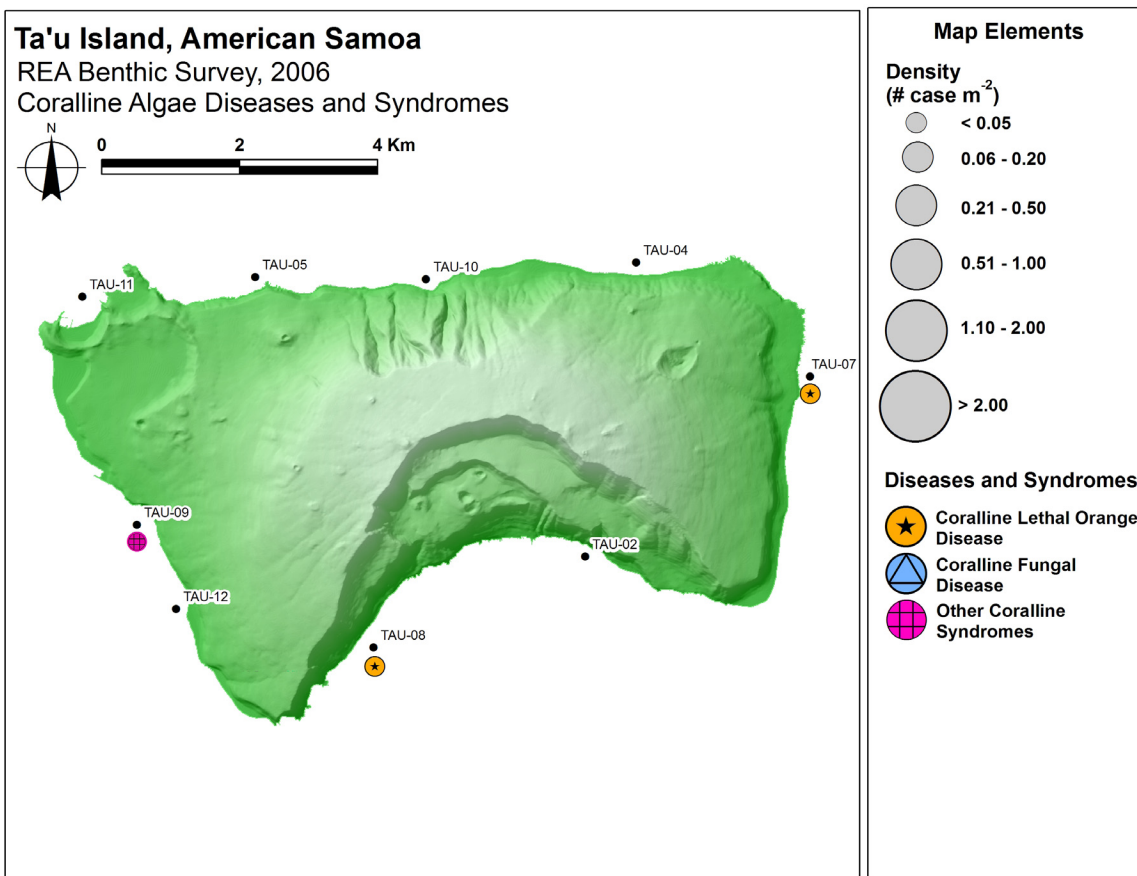 Ta'u Island, American Samoa
REA Benthic Survey, 2006
Coralline Algae Diseases and Syndromes
N
0 2 4 Km
TAU-11
TAU-05
TAU-10
TAU-04
TAU-07
TAU-09
TAU-02
TAU-12
TAU-08
Map Elements
Density
(# case m⁻²)
< 0.05
0.06 - 0.20
0.21 - 0.50
0.51 - 1.00
1.10 - 2.00
> 2.00
Diseases and Syndromes
Coralline Lethal Orange
Disease
Coralline Fungal
Disease
Other Coralline
Syndromes